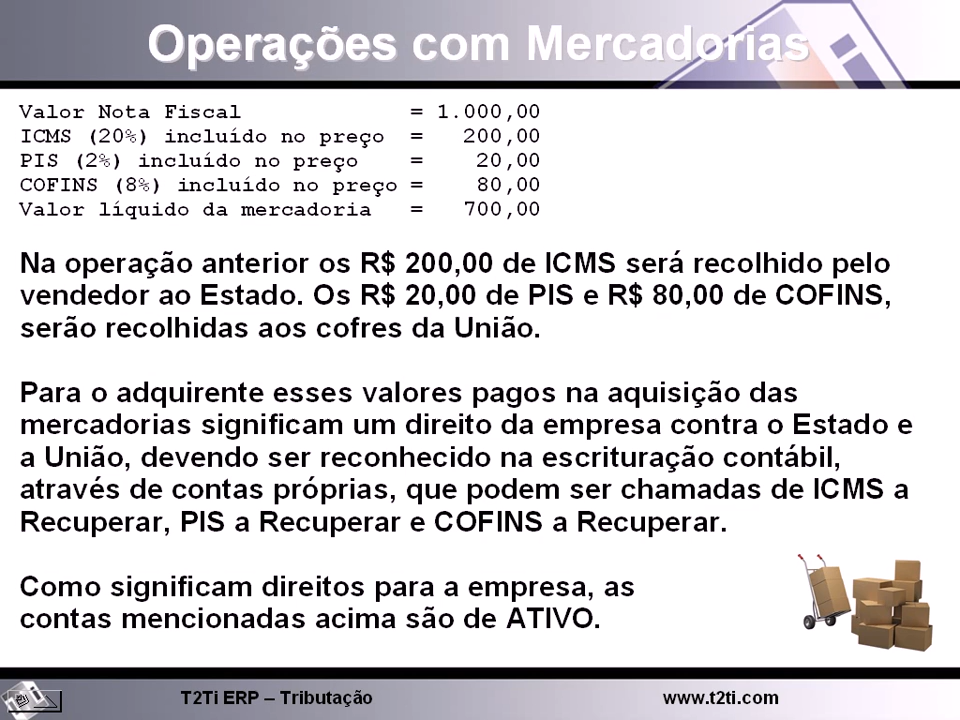 Operações com Mercadorias
Valor Nota Fiscal = 1.000,00
ICMS (20%) incluído no preço = 200,00
PIS (2%) incluído no preço = 20,00
COFINS (8%) incluído no preço = 80,00
Valor líquido da mercadoria = 700,00
Na operação anterior os R$ 200,00 de ICMS será recolhido pelo
vendedor ao Estado. Os R$ 20,00 de PIS e R$ 80,00 de COFINS,
serão recolhidas aos cofres da União.
Para o adquirente esses valores pagos na aquisição das
mercadorias significam um direito da empresa contra o Estado e
a União, devendo ser reconhecido na escrituração contábil,
através de contas próprias, que podem ser chamadas de ICMS a
Recuperar, PIS a Recuperar e COFINS a Recuperar.
Como significam direitos para a empresa, as
contas mencionadas acima são de ATIVO.
T2Ti ERP – Tributação www.t2ti.com